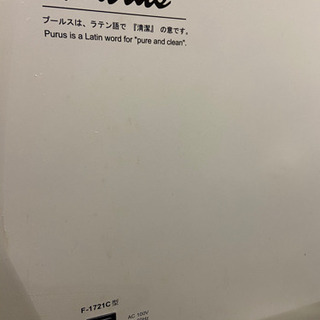 プールスは、ラテン語で『清潔』の意です。
Purus is a Latin word for "pure and clean".
F-1721C型
AC 100V